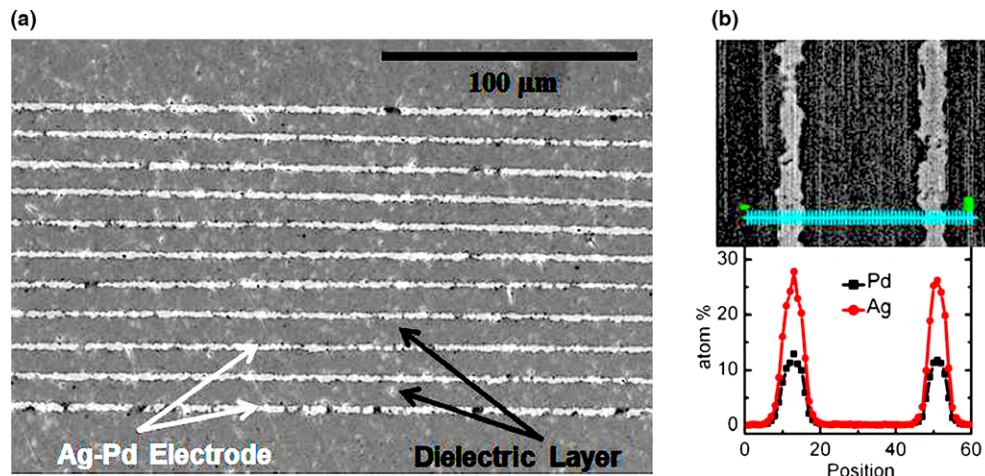 (a)
100 µm
Ag-Pd Electrode
Dielectric Layer
(b)
30
20
10
0
atom %
Pd
Ag
0 20 40 60
Position